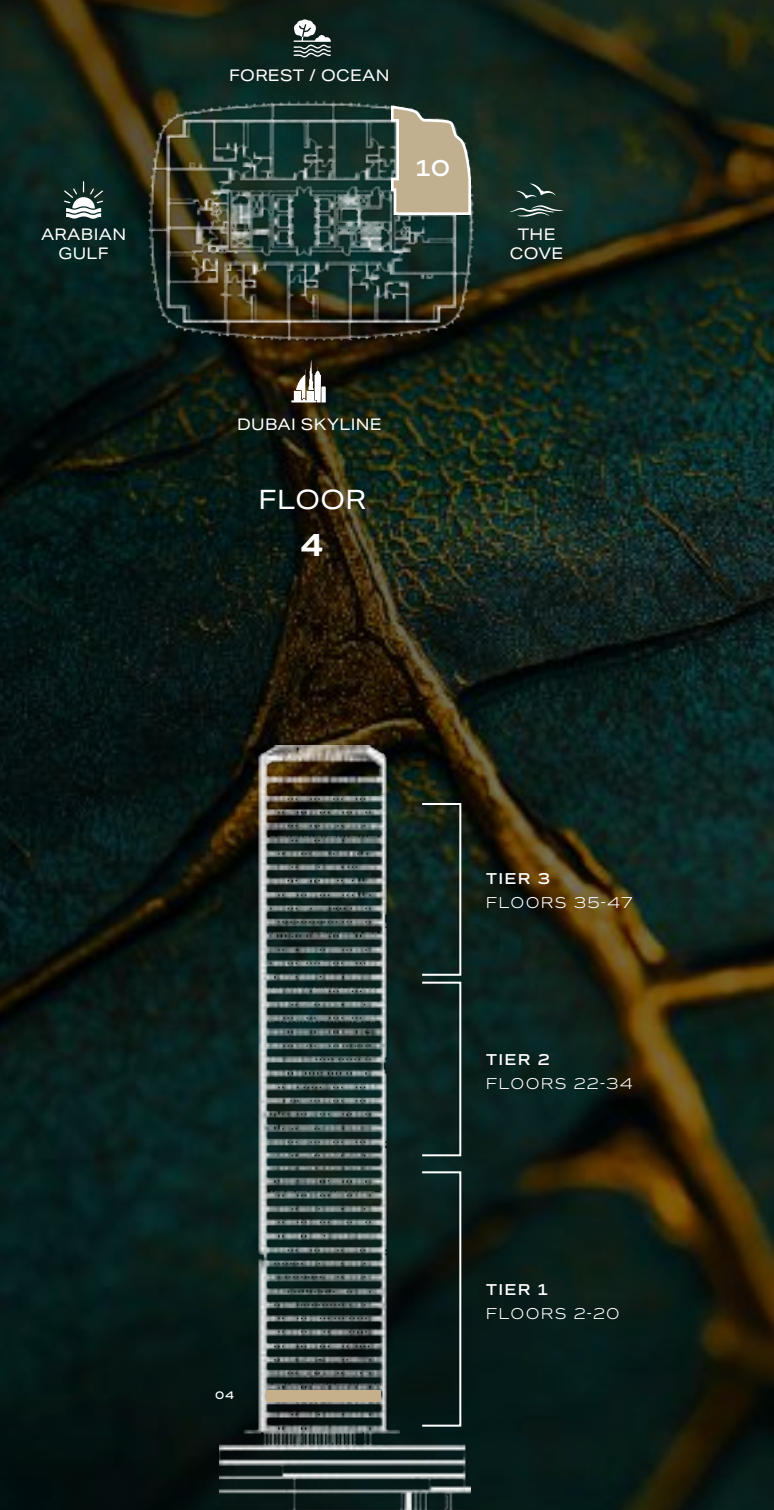 FOREST / OCEAN
10
ARABIAN
GULF
THE
COVE
DUBAI SKYLINE
FLOOR
4
TIER 3
FLOORS 35-47
TIER 2
FLOORS 22-34
TIER 1
FLOORS 2-20
04